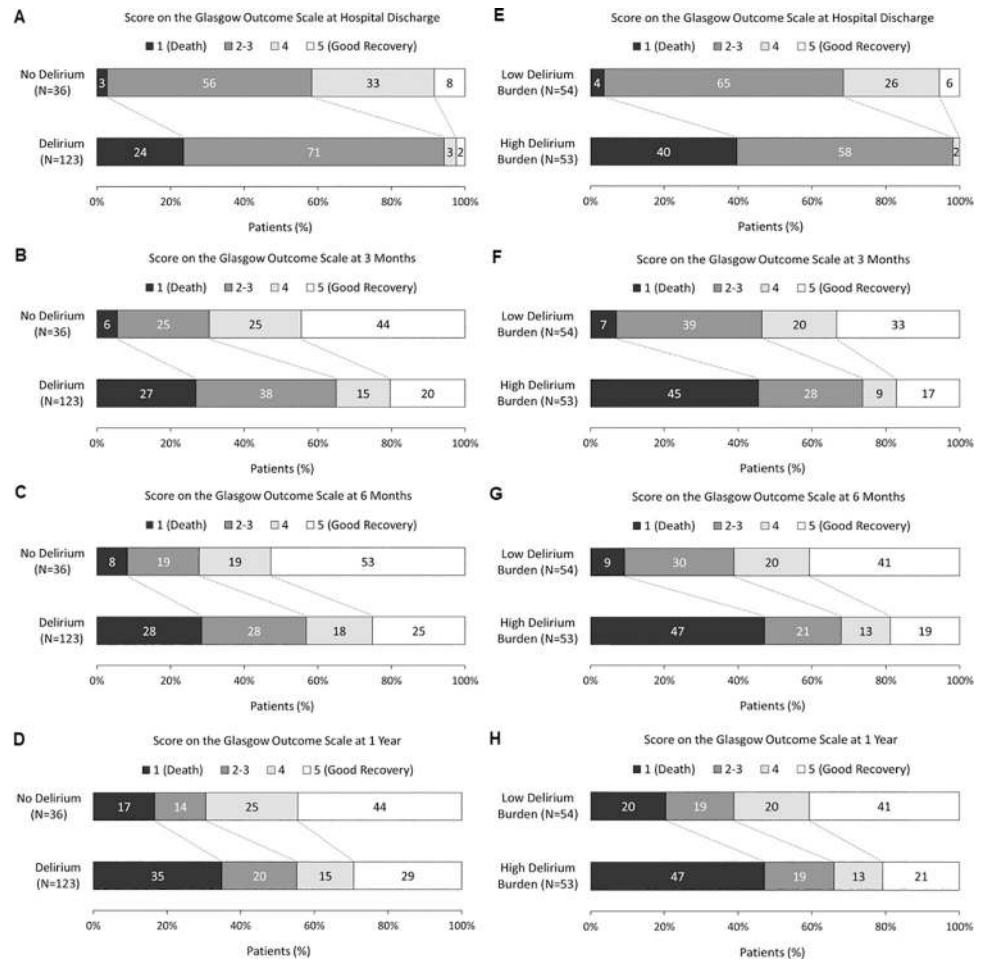 A
Score on the Glasgow Outcome Scale at Hospital Discharge
1 (Death) 2-3 4 5 (Good Recovery)
No Delirium
(N=36)
3 56 33 8
Delirium
(N=123)
24 71 3 2
0% 20% 40% 60% 80% 100%
Patients (%)
B
Score on the Glasgow Outcome Scale at 3 Months
1 (Death) 2-3 4 5 (Good Recovery)
No Delirium
(N=36)
6 25 25 44
Delirium
(N=123)
27 38 15 20
0% 20% 40% 60% 80% 100%
Patients (%)
C
Score on the Glasgow Outcome Scale at 6 Months
1 (Death) 2-3 4 5 (Good Recovery)
No Delirium
(N=36)
8 19 19 53
Delirium
(N=123)
28 28 18 25
0% 20% 40% 60% 80% 100%
Patients (%)
D
Score on the Glasgow Outcome Scale at 1 Year
1 (Death) 2-3 4 5 (Good Recovery)
No Delirium
(N=36)
17 14 25 44
Delirium
(N=123)
35 20 15 29
0% 20% 40% 60% 80% 100%
Patients (%)
E
Score on the Glasgow Outcome Scale at Hospital Discharge
1 (Death) 2-3 4 5 (Good Recovery)
Low Delirium
Burden (N=54)
4 65 26 6
High Delirium
Burden (N=53)
40 58 2
0% 20% 40% 60% 80% 100%
Patients (%)
F
Score on the Glasgow Outcome Scale at 3 Months
1 (Death) 2-3 4 5 (Good Recovery)
Low Delirium
Burden (N=54)
7 39 20 33
High Delirium
Burden (N=53)
45 28 9 17
0% 20% 40% 60% 80% 100%
Patients (%)
G
Score on the Glasgow Outcome Scale at 6 Months
1 (Death) 2-3 4 5 (Good Recovery)
Low Delirium
Burden (N=54)
9 30 20 41
High Delirium
Burden (N=53)
47 21 13 19
0% 20% 40% 60% 80% 100%
Patients (%)
H
Score on the Glasgow Outcome Scale at 1 Year
1 (Death) 2-3 4 5 (Good Recovery)
Low Delirium
Burden (N=54)
20 19 20 41
High Delirium
Burden (N=53)
47 19 13 21
0% 20% 40% 60% 80% 100%
Patients (%)